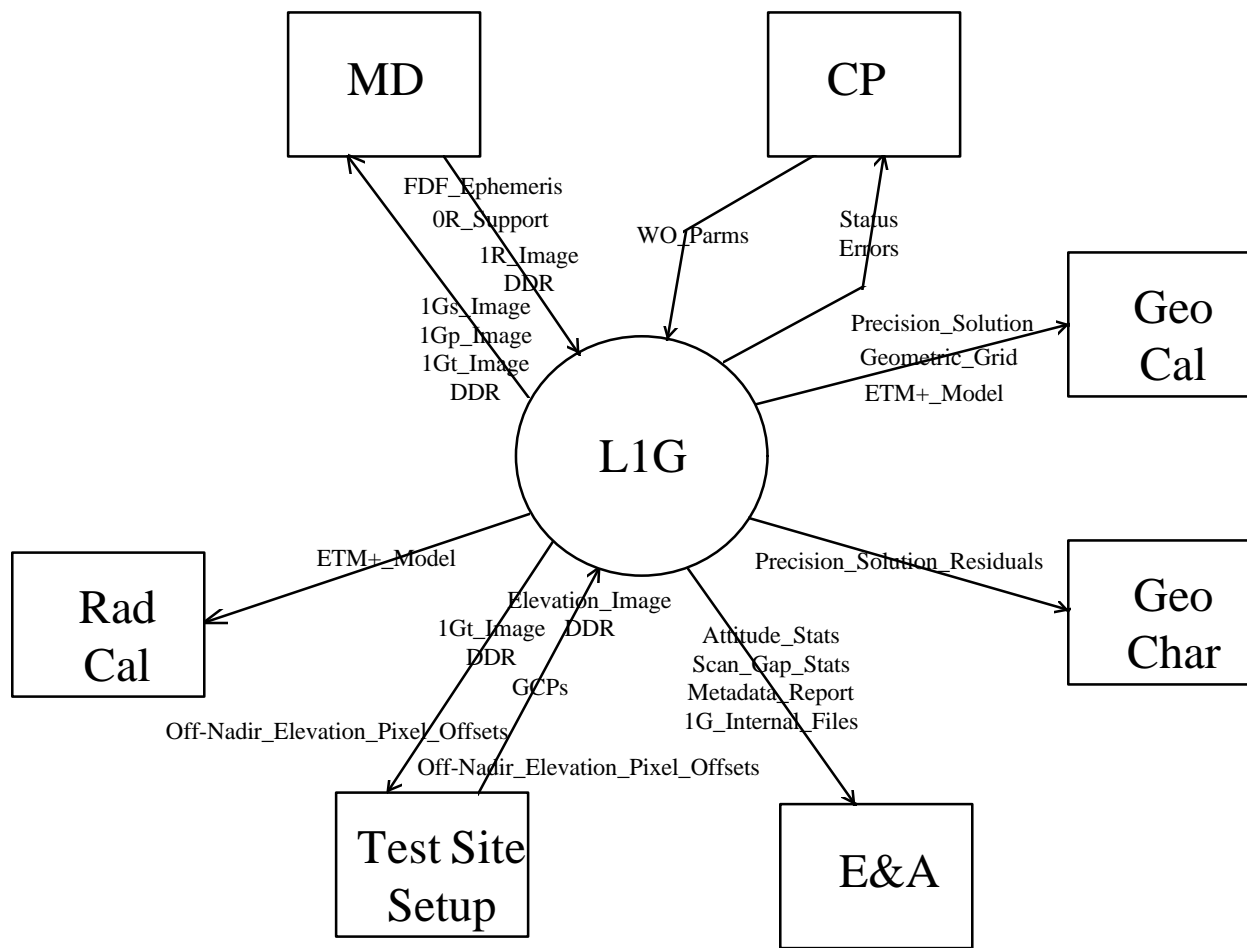 MD
CP
FDF_Ephemeris
0R_Support
1R_Image
DDR
WO_Parms
Status
Errors
1Gs_Image
1Gp_Image
1Gt_Image
DDR
Precision_Solution
Geometric_Grid
ETM+_Model
Geo
Cal
L1G
ETM+_Model
Precision_Solution_Residuals
Rad
Cal
Geo
Char
Elevation_Image
DDR
1Gt_Image
DDR
GCPs
Attitude_Stats
Scan_Gap_Stats
Metadata_Report
1G_Internal_Files
Off-Nadir_Elevation_Pixel_Offsets
Off-Nadir_Elevation_Pixel_Offsets
Test Site
Setup
E&A